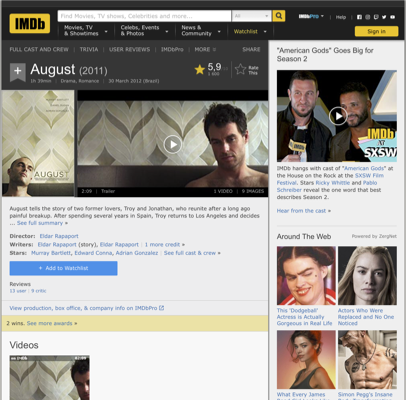 IMDb
Find Movies, TV shows, Celebrities and more...
All
IMDbPro
Help
Movies, TV & Showtimes
Celebs, Events & Photos
News & Community
Watchlist
Sign in
FULL CAST AND CREW | TRIVIA | USER REVIEWS | IMDbPro | MORE
SHARE
August (2011)
5,9
Rate This
1h 39min | Drama, Romance | 30 March 2012 (Brazil)
AUGUST
2:09 | Trailer
1 VIDEO | 9 IMAGES
August tells the story of two former lovers, Troy and Jonathan, who reunite after a long ago
painful breakup. After spending several years in Spain, Troy returns to Los Angeles and decides
... See full summary »
Director: Eldar Rapaport
Writers: Eldar Rapaport (story), Eldar Rapaport | 1 more credit »
Stars: Murray Bartlett, Edward Conna, Adrian Gonzalez | See full cast & crew »
+ Add to Watchlist
Reviews
13 user | 9 critic
View production, box office, & company info on IMDbPro
2 wins. See more awards »
Videos
"American Gods" Goes Big for
Season 2
IMDb
at
SXSW
IMDb hangs with cast of "American Gods" at
the House on the Rock at the SXSW Film
Festival. Stars Ricky Whittle and Pablo
Schreiber reveal the one word that best
describes Season 2.
Hear from the cast »
Around The Web
Powered by ZergNet
This 'Dodgeball'
Actress is Actually
Gorgeous in Real Life
Actors Who Were
Replaced and No One
Noticed
What Every James
Simon Pegg's Insane